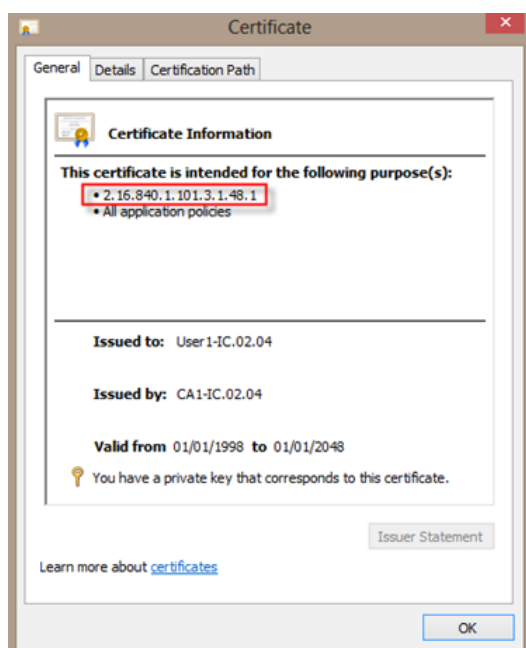 Certificate
General Details Certification Path
Certificate Information
This certificate is intended for the following purpose(s):
• 2.16.840.1.101.3.1.48.1
• All application policies
Issued to: User1-IC.02.04
Issued by: CA1-IC.02.04
Valid from 01/01/1998 to 01/01/2048
You have a private key that corresponds to this certificate.
Issuer Statement
Learn more about certificates
OK